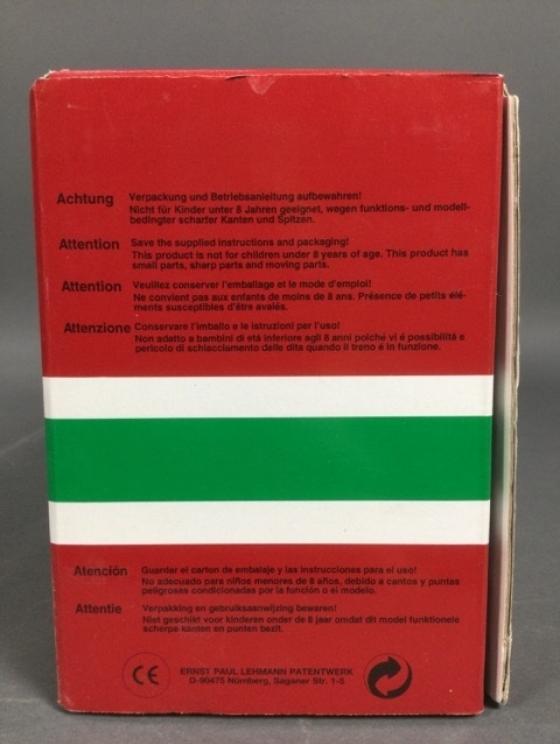 Achtung Verpackung und Betriebsanleitung aufbewahren!
Nicht für Kinder unter 8 Jahren geeignet, wegen funktions- und modell-
bedingter scharfer Kanten und Spitzen.
Attention Save the supplied instructions and packaging!
This product is not for children under 8 years of age. This product has
small parts, sharp parts and moving parts.
Attention Veuillez conserver l'emballage et le mode d'emploi!
Ne convient pas aux enfants de moins de 8 ans. Présence de petits élé-
ments susceptibles d'être avalés.
Attenzione Conservare l'imballo e le istruzioni per l'uso!
Non adatto a bambini di etá inferiore agli 8 anni poiché vi é possibilitá e
pericolo di schiacciamento delle dita quando il treno é in funzione.
Atención Guardar el carton de embalaje y las instrucciones para el uso!
No adecuado para niños menores de 8 años, debido a cantos y puntas
peligrosas condicionadas por la función o el modelo.
Attentie Verpakking en gebruiksaanwijzing bewaren!
Niet geschikt voor kinderen onder de 8 jaar omdat dit model funktionele
scherpe kanten en punten bezit.
CE ERNST PAUL LEHMANN PATENTWERK
D-90475 Nürnberg, Saganer Str. 1-5